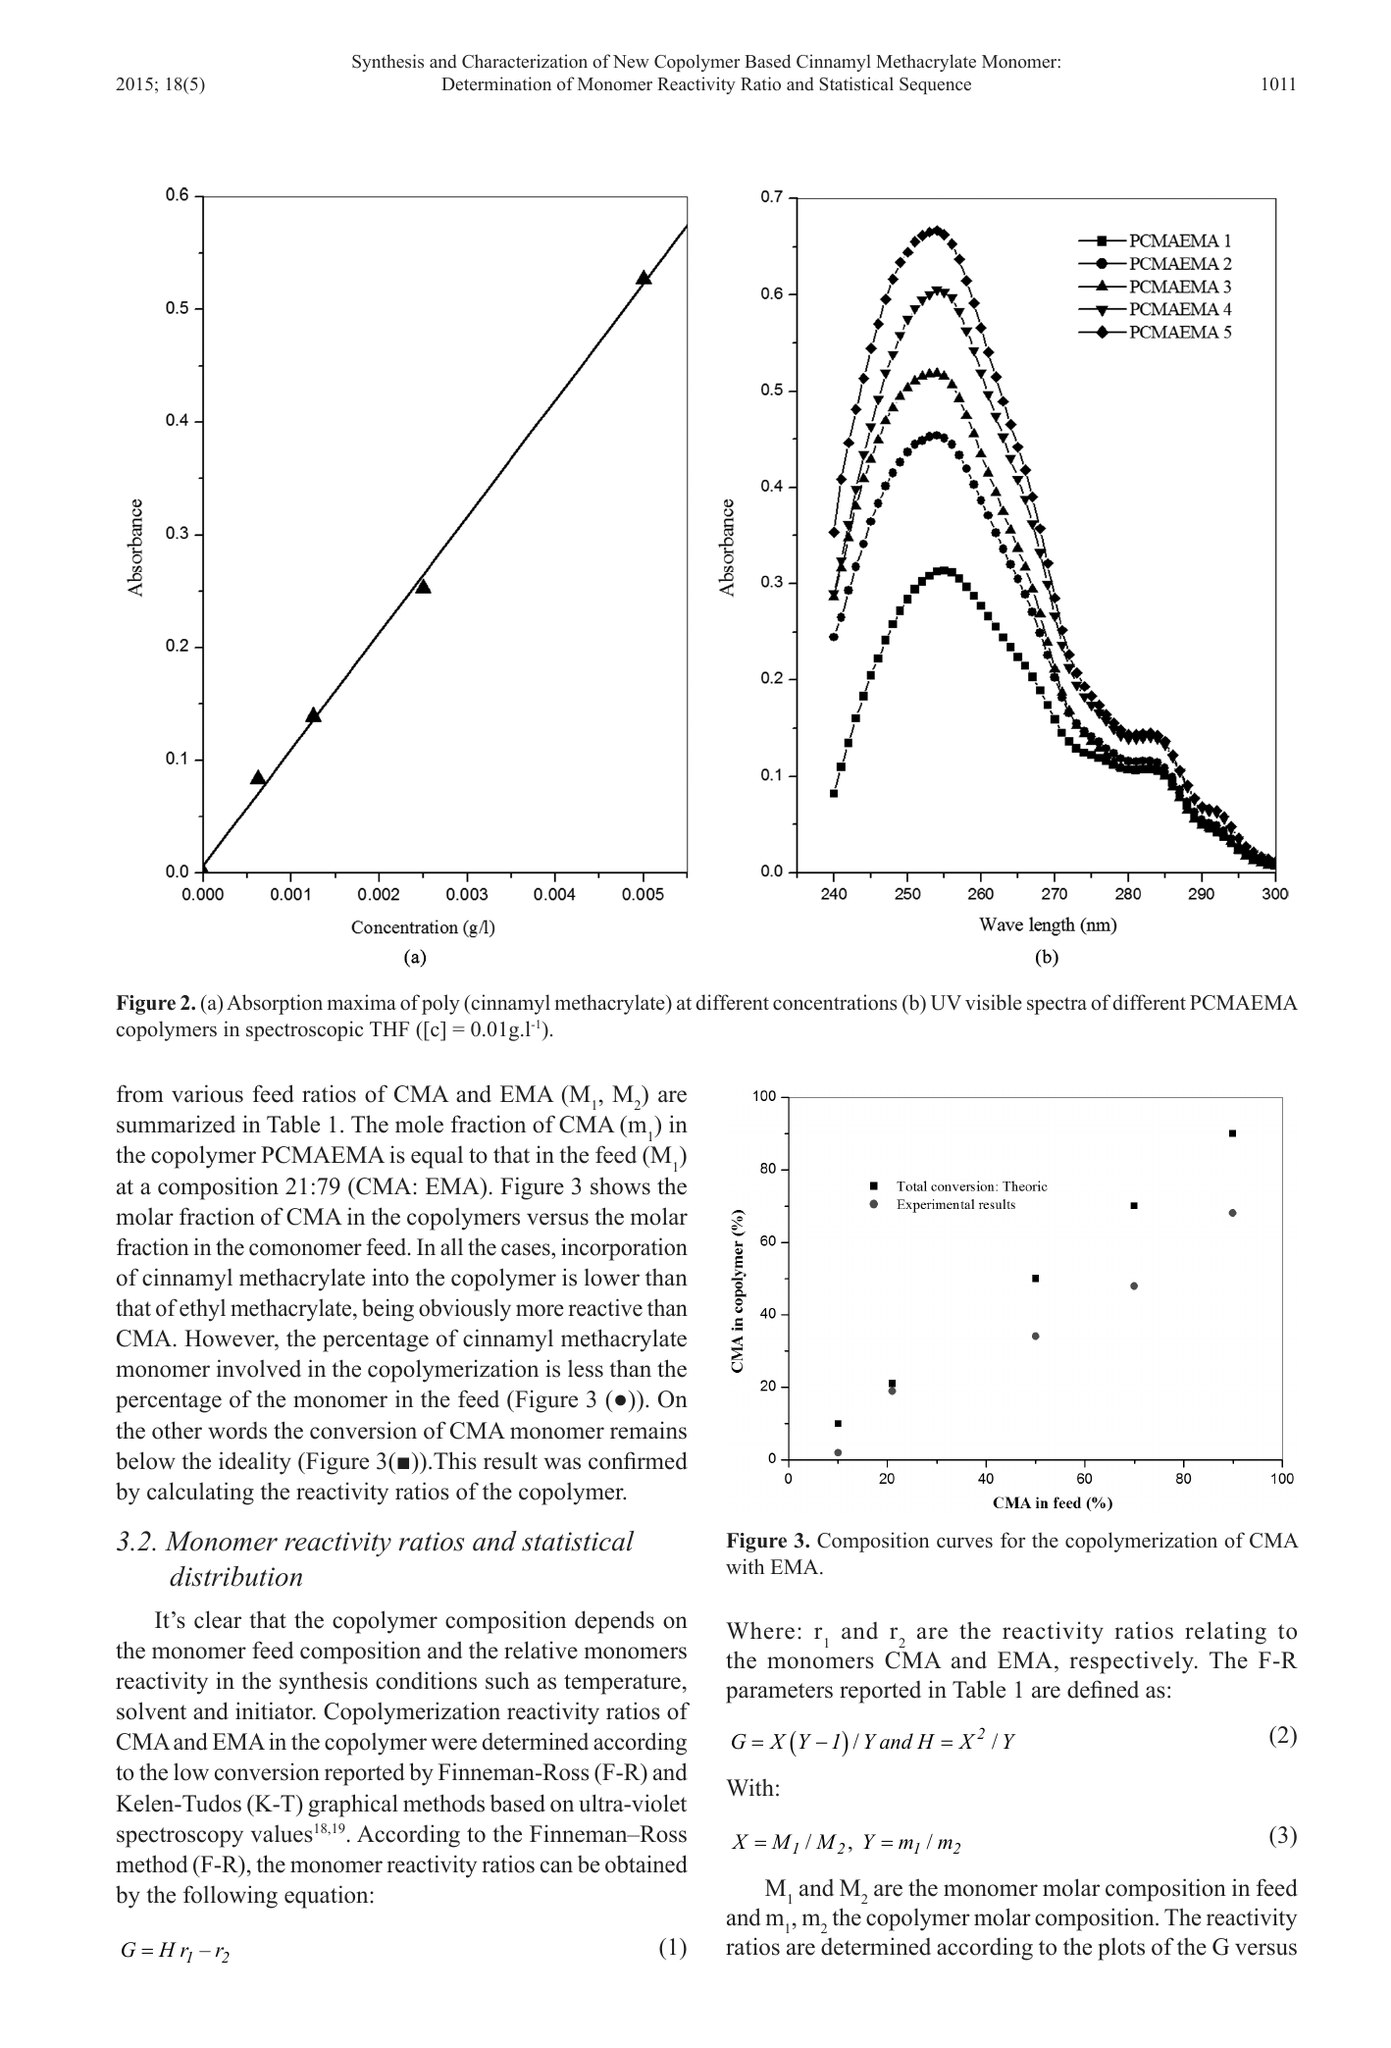 Synthesis and Characterization of New Copolymer Based Cinnamyl Methacrylate Monomer:
2015; 18(5)
Determination of Monomer Reactivity Ratio and Statistical Sequence
1011
0.6
0.5
0.4
0.3
0.2
0.1
0.0
Absorbance
0.000
0.001
0.002
0.003
0.004
0.005
Concentration (g/l)
(a)
0.7
0.6
0.5
0.4
0.3
0.2
0.1
0.0
Absorbance
PCMAEMA 1
PCMAEMA 2
PCMAEMA 3
PCMAEMA 4
PCMAEMA 5
240
250
260
270
280
290
300
Wave length (nm)
(b)
Figure 2. (a) Absorption maxima of poly (cinnamyl methacrylate) at different concentrations (b) UV visible spectra of different PCMAEMA
copolymers in spectroscopic THF ([c] = 0.01g.l-1).
from various feed ratios of CMA and EMA (M1, M2) are
summarized in Table 1. The mole fraction of CMA (m1) in
the copolymer PCMAEMA is equal to that in the feed (M1)
at a composition 21:79 (CMA: EMA). Figure 3 shows the
molar fraction of CMA in the copolymers versus the molar
fraction in the comonomer feed. In all the cases, incorporation
of cinnamyl methacrylate into the copolymer is lower than
that of ethyl methacrylate, being obviously more reactive than
CMA. However, the percentage of cinnamyl methacrylate
monomer involved in the copolymerization is less than the
percentage of the monomer in the feed (Figure 3 (●)). On
the other words the conversion of CMA monomer remains
below the ideality (Figure 3(■)).This result was confirmed
by calculating the reactivity ratios of the copolymer.
3.2. Monomer reactivity ratios and statistical
distribution
It's clear that the copolymer composition depends on
the monomer feed composition and the relative monomers
reactivity in the synthesis conditions such as temperature,
solvent and initiator. Copolymerization reactivity ratios of
CMA and EMA in the copolymer were determined according
to the low conversion reported by Finneman-Ross (F-R) and
Kelen-Tudos (K-T) graphical methods based on ultra-violet
spectroscopy values18,19. According to the Finneman–Ross
method (F-R), the monomer reactivity ratios can be obtained
by the following equation:
G = H r1 – r2 (1)
100
80
60
40
20
0
CMA in copolymer (%)
Total conversion: Theoric
Experimental results
0
20
40
60
80
100
CMA in feed (%)
Figure 3. Composition curves for the copolymerization of CMA
with EMA.
Where: r1 and r2 are the reactivity ratios relating to
the monomers CMA and EMA, respectively. The F-R
parameters reported in Table 1 are defined as:
G = X (Y – 1) / Y and H = X2 / Y (2)
With:
X = M1 / M2, Y = m1 / m2 (3)
M1 and M2 are the monomer molar composition in feed
and m1, m2 the copolymer molar composition. The reactivity
ratios are determined according to the plots of the G versus